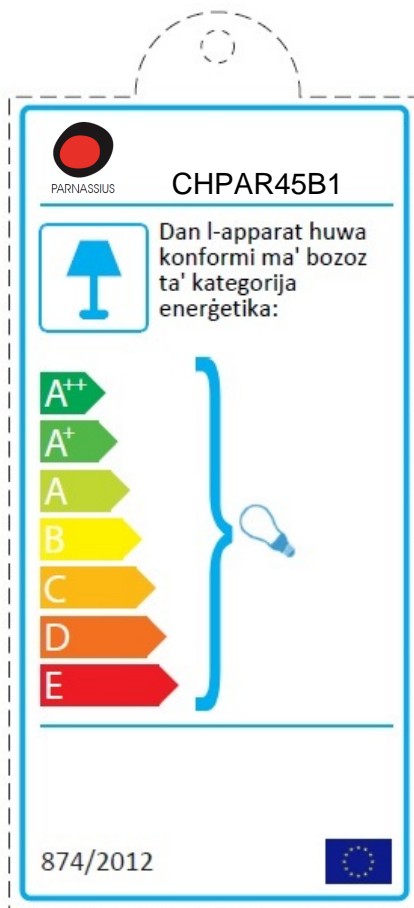 PARNASSIUS
CHPAR45B1
Dan l-apparat huwa
konformi ma' bozoz
ta' kategorija
enerġetika:
A++
A+
A
B
C
D
E
874/2012